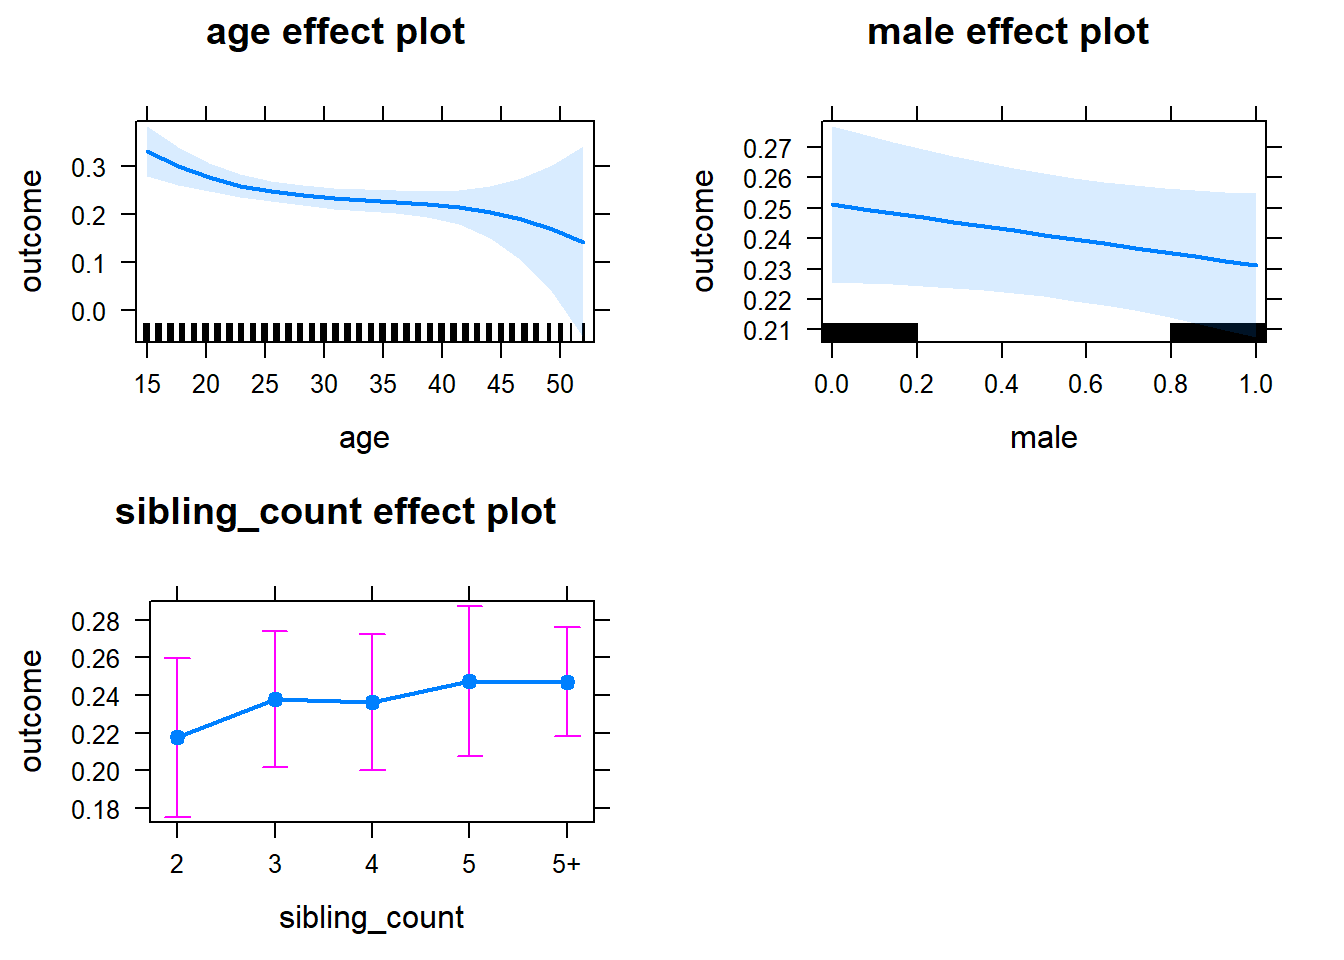 age effect plot
outcome
0.3
0.2
0.1
0.0
15 20 25 30 35 40 45 50
age
male effect plot
outcome
0.27
0.26
0.25
0.24
0.23
0.22
0.21
0.0 0.2 0.4 0.6 0.8 1.0
male
sibling_count effect plot
outcome
0.28
0.26
0.24
0.22
0.20
0.18
2 3 4 5 5+
sibling_count